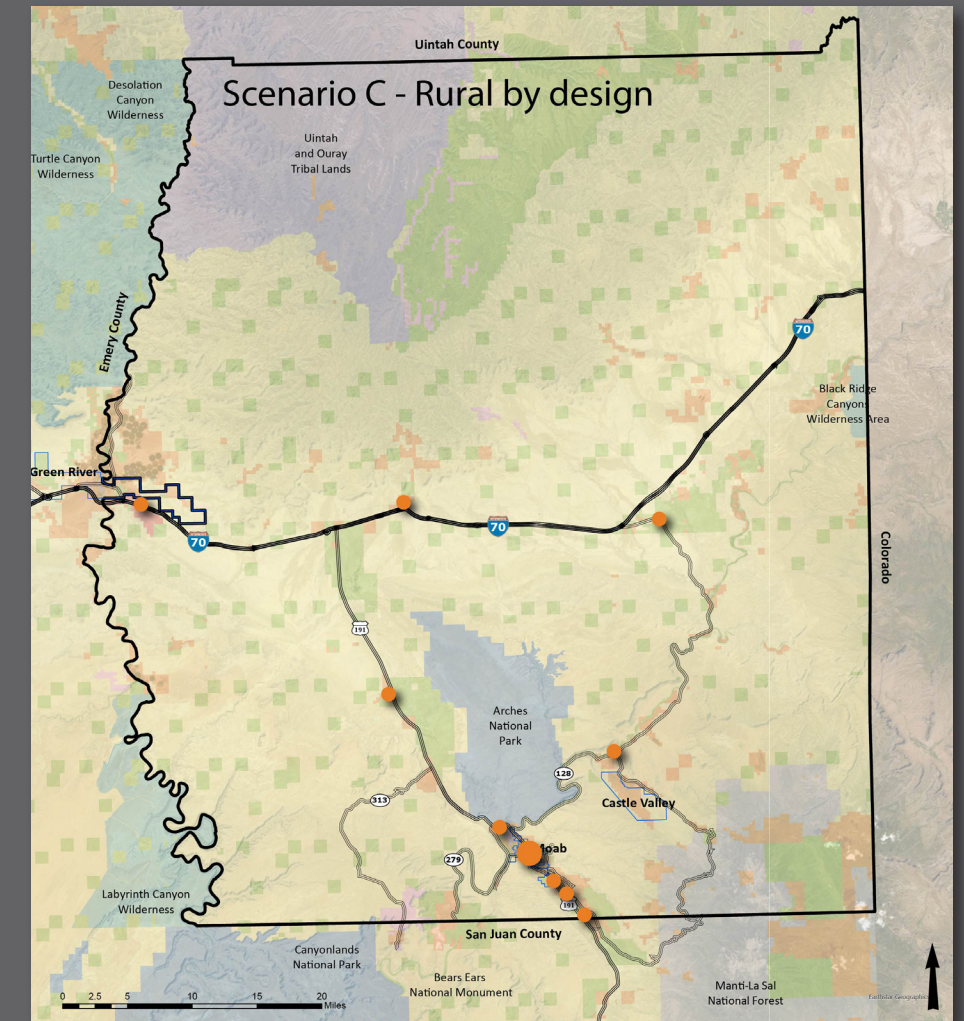 Uintah County
Scenario C - Rural by design
Desolation
Canyon
Wilderness
Uintah
and Ouray
Tribal Lands
Turtle Canyon
Wilderness
Emery County
70
Black Ridge
Canyons
Wilderness Area
Green River
70
70
Colorado
191
Arches
National
Park
128
313
Castle Valley
Moab
279
Labyrinth Canyon
Wilderness
191
San Juan County
Canyonlands
National Park
Bears Ears
National Monument
Manti-La Sal
National Forest
Earthstar Geographics
0 2.5 5 10 15 20
Miles